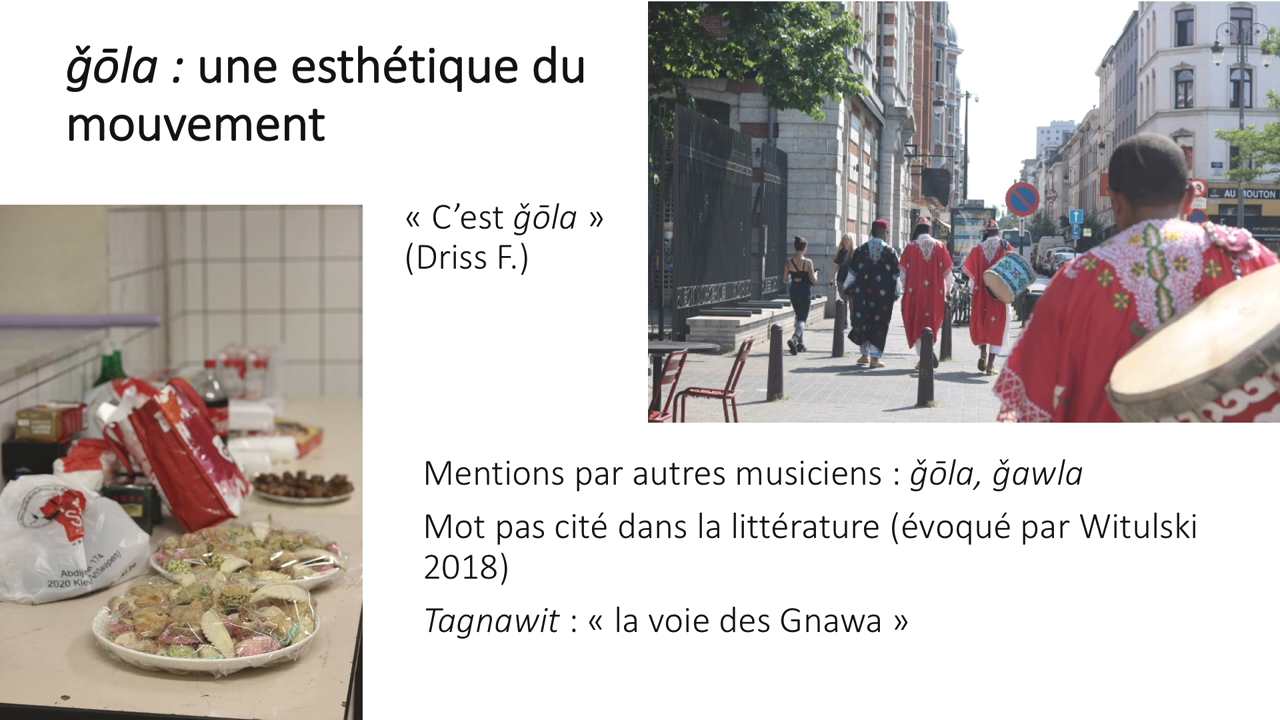 ǧōla : une esthétique du
mouvement
« C’est ǧōla »
(Driss F.)
Mentions par autres musiciens : ǧōla, ǧawla
Mot pas cité dans la littérature (évoqué par Witulski
2018)
Tagnawit : « la voie des Gnawa »
AU MOUTON
2020